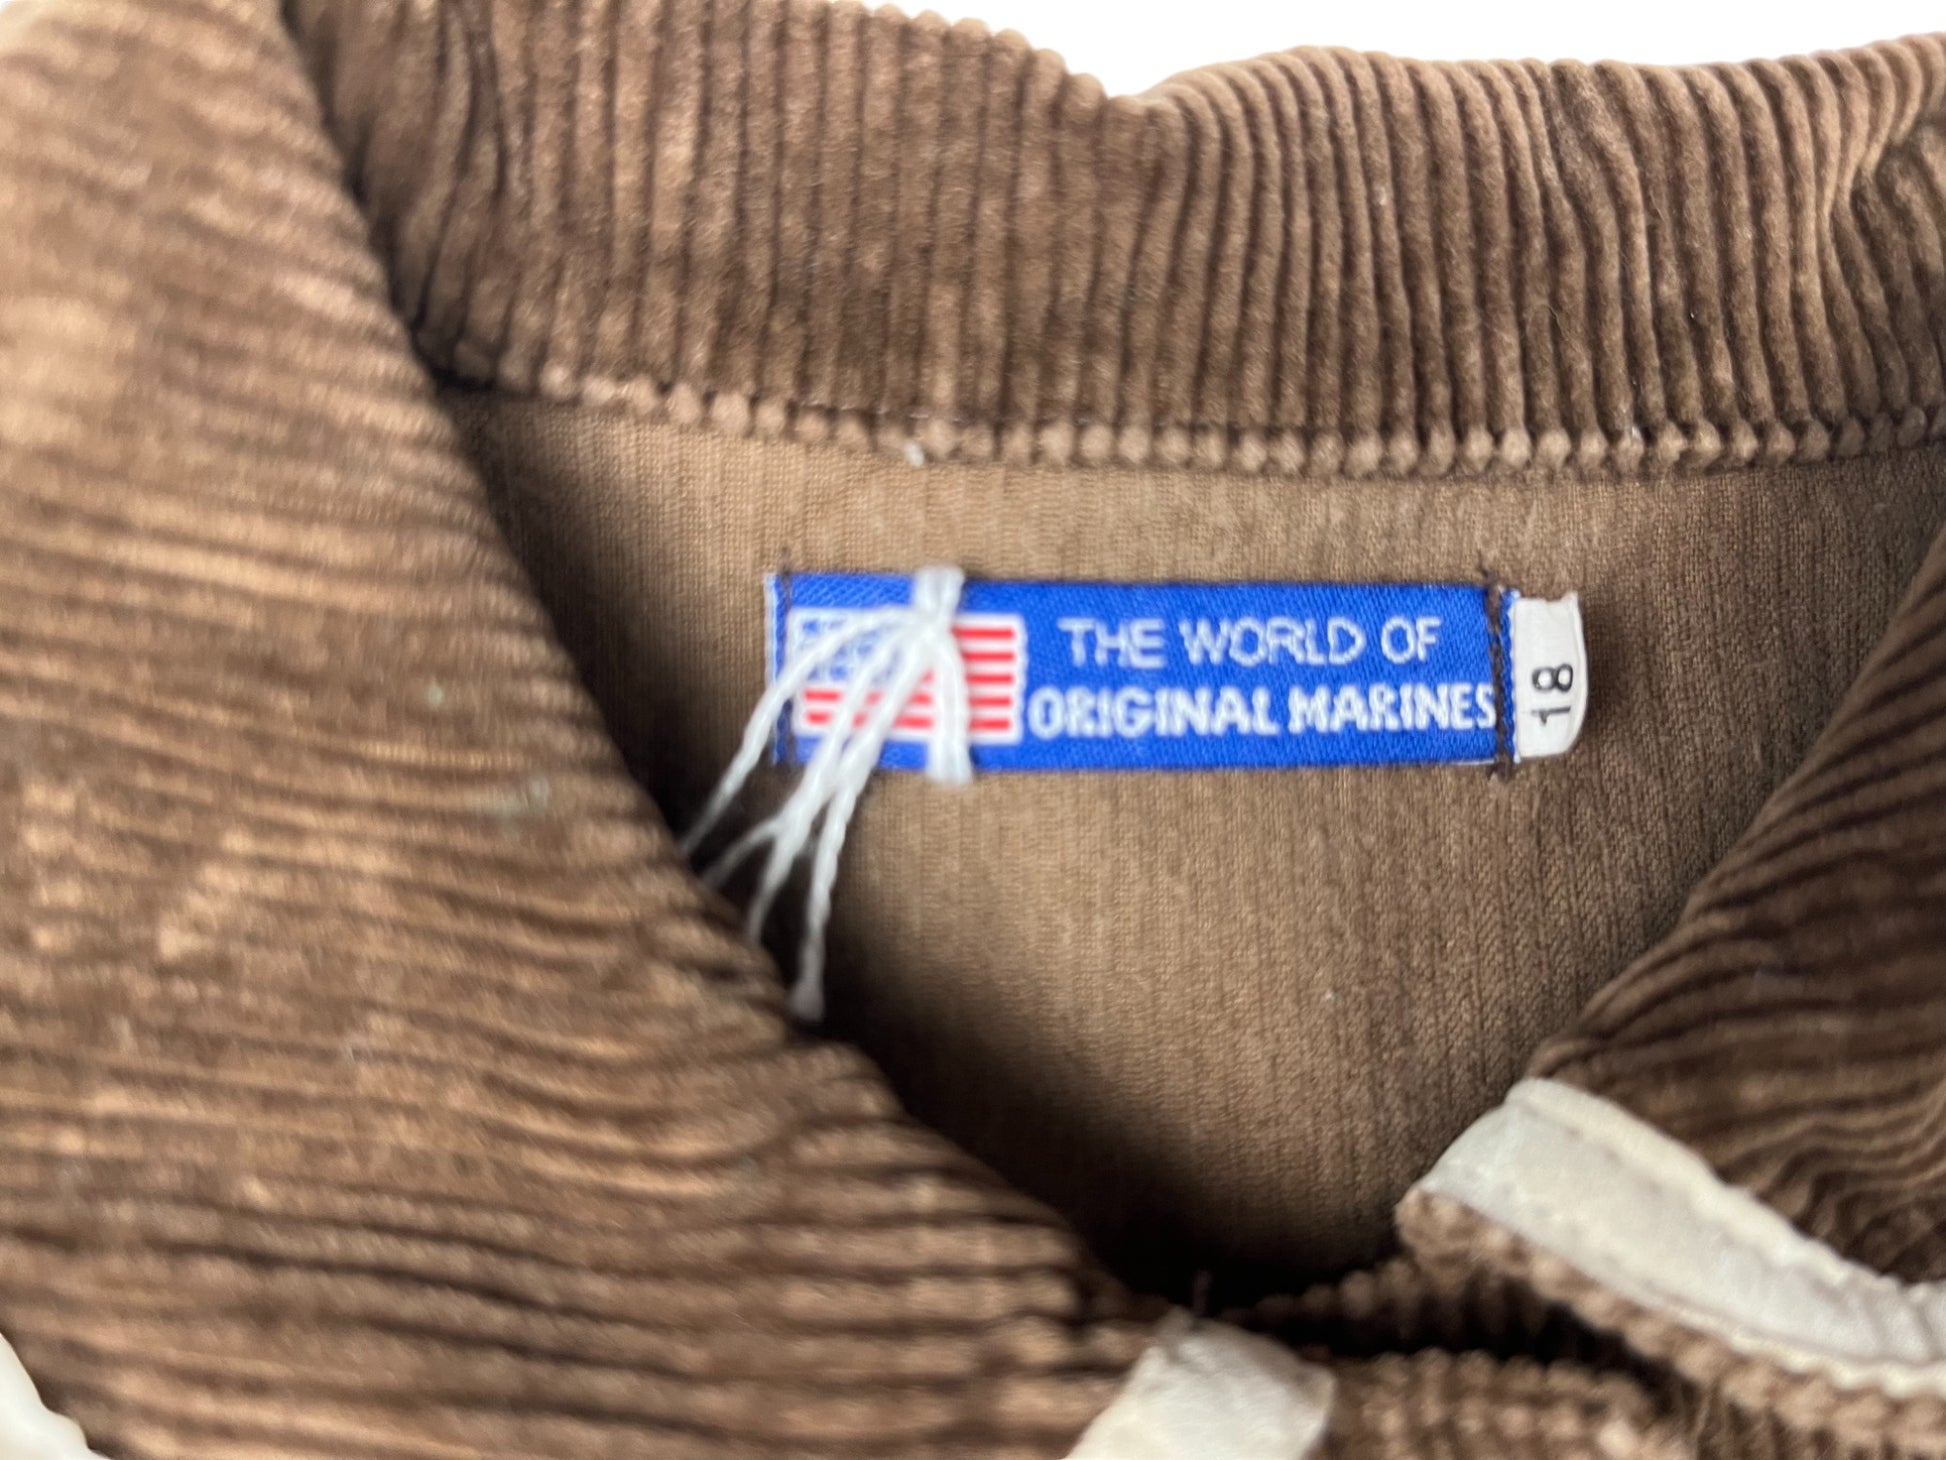 THE WORLD OF
ORIGINAL MARINES
18